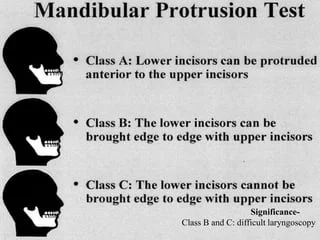 Mandibular Protrusion Test
• Class A: Lower incisors can be protruded
anterior to the upper incisors
• Class B: The lower incisors can be
brought edge to edge with upper incisors
• Class C: The lower incisors cannot be
brought edge to edge with upper incisors
Significance-
Class B and C: difficult laryngoscopy